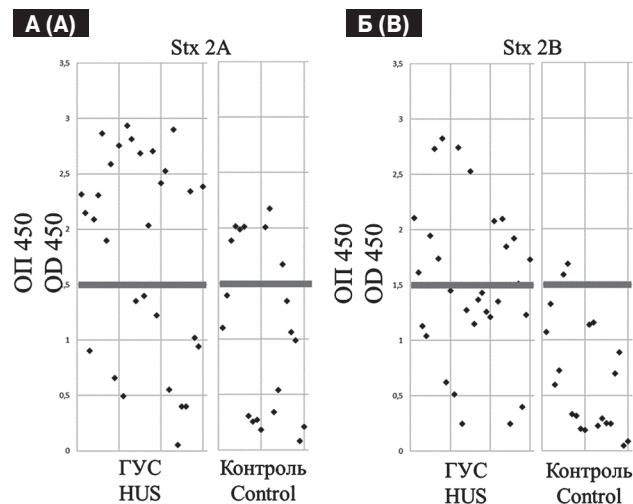 А (A)
Stx 2A
3,5
3
2,5
2
1,5
1
0,5
0
ОП 450
OD 450
ГУС
HUS
Контроль
Control
Б (B)
Stx 2B
3,5
3
2,5
2
1,5
1
0,5
0
ОП 450
OD 450
ГУС
HUS
Контроль
Control